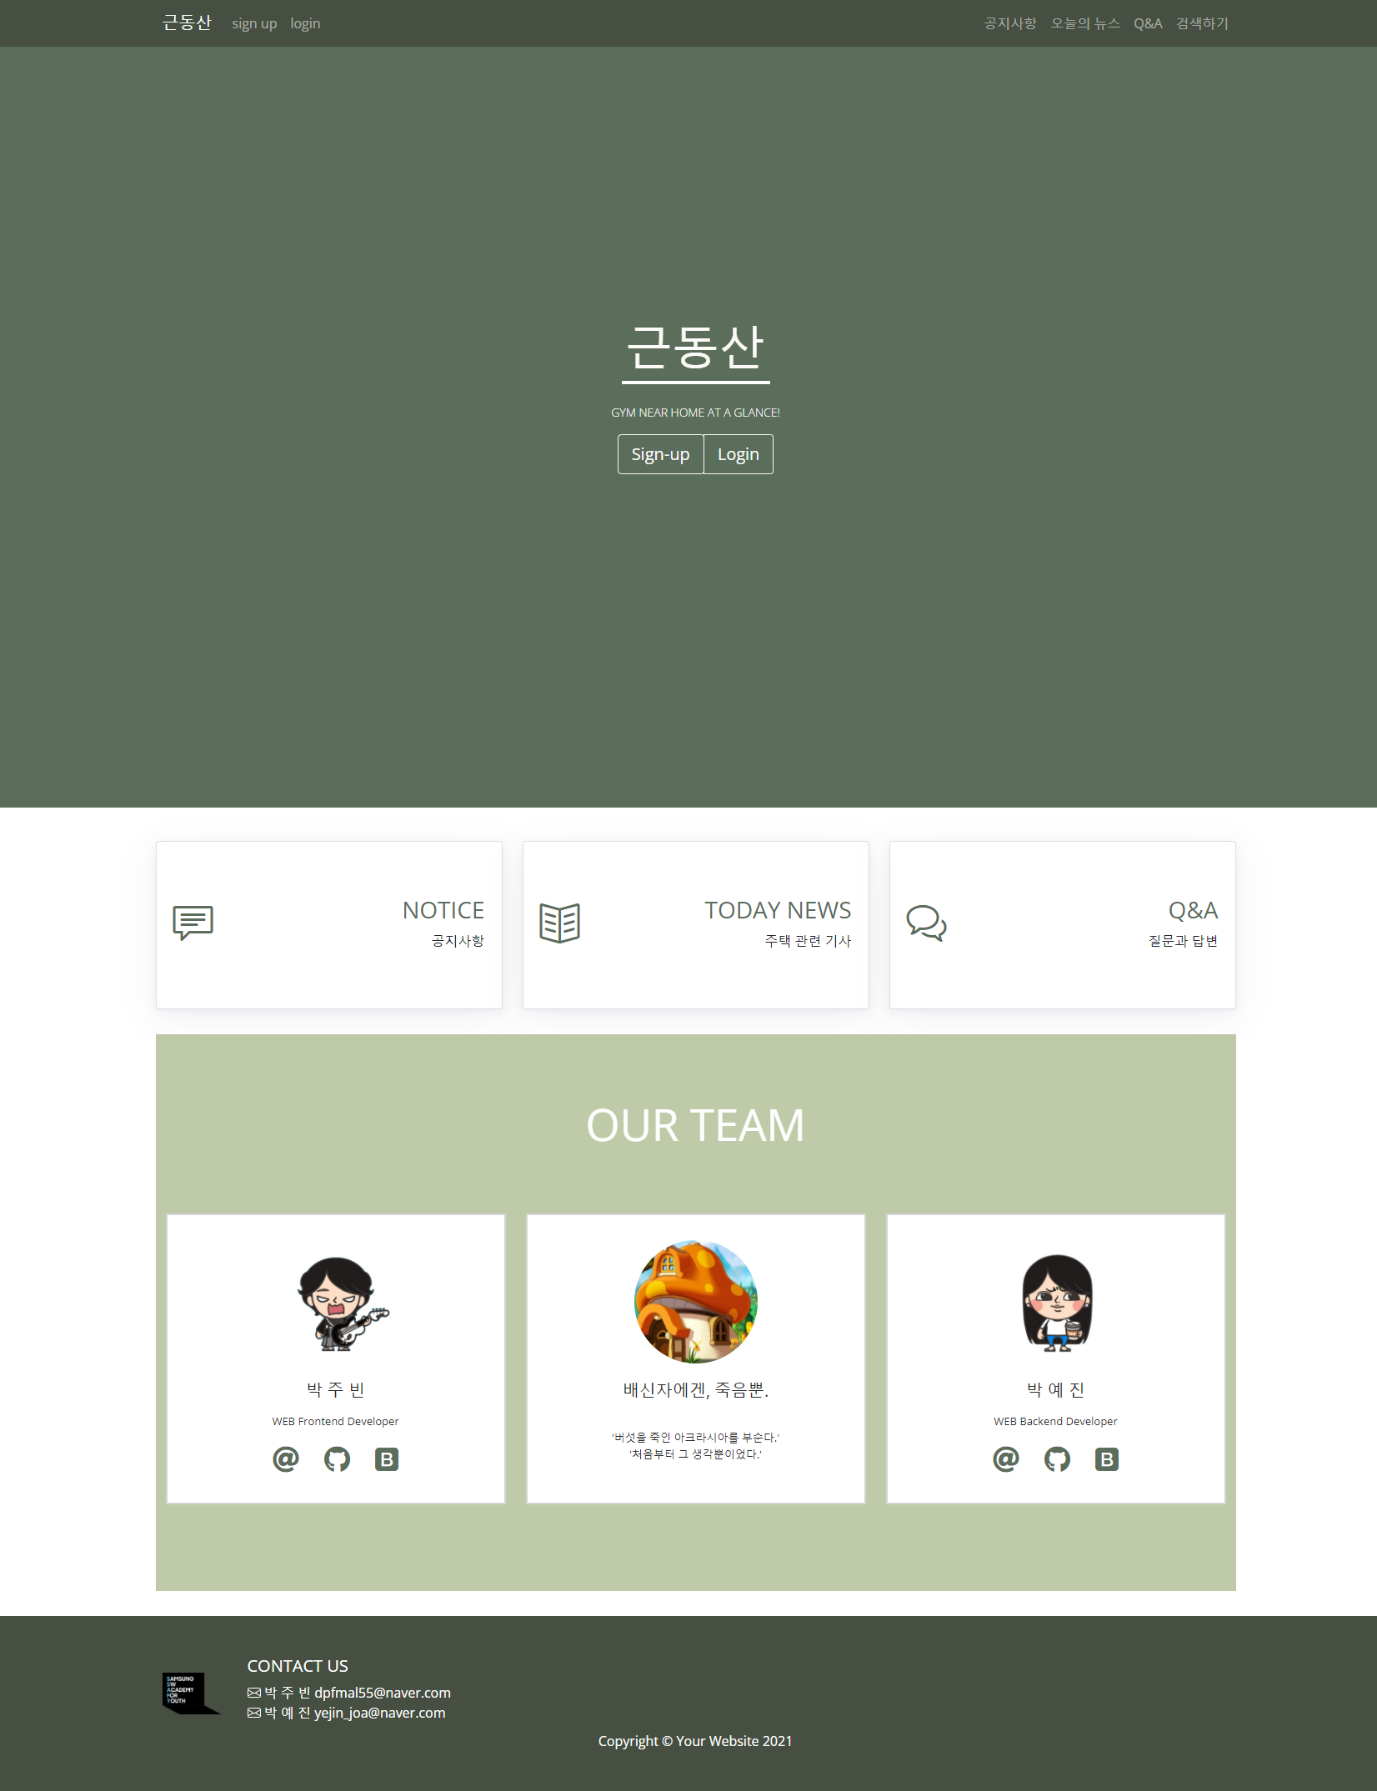 근동산 sign up login 공지사항 오늘의 뉴스 Q&A 검색하기
근동산
GYM NEAR HOME AT A GLANCE!
Sign-up Login
NOTICE
공지사항
TODAY NEWS
주택 관련 기사
Q&A
질문과 답변
OUR TEAM
박 주 빈
WEB Frontend Developer
배신자에겐, 죽음뿐.
'버섯을 죽인 아크라시아를 부순다.'
'처음부터 그 생각뿐이었다.'
박 예 진
WEB Backend Developer
SAMSUNG
SW
ACADEMY
FOR
YOUTH
CONTACT US
박 주 빈 dpfmal55@naver.com
박 예 진 yejin_joa@naver.com
Copyright © Your Website 2021